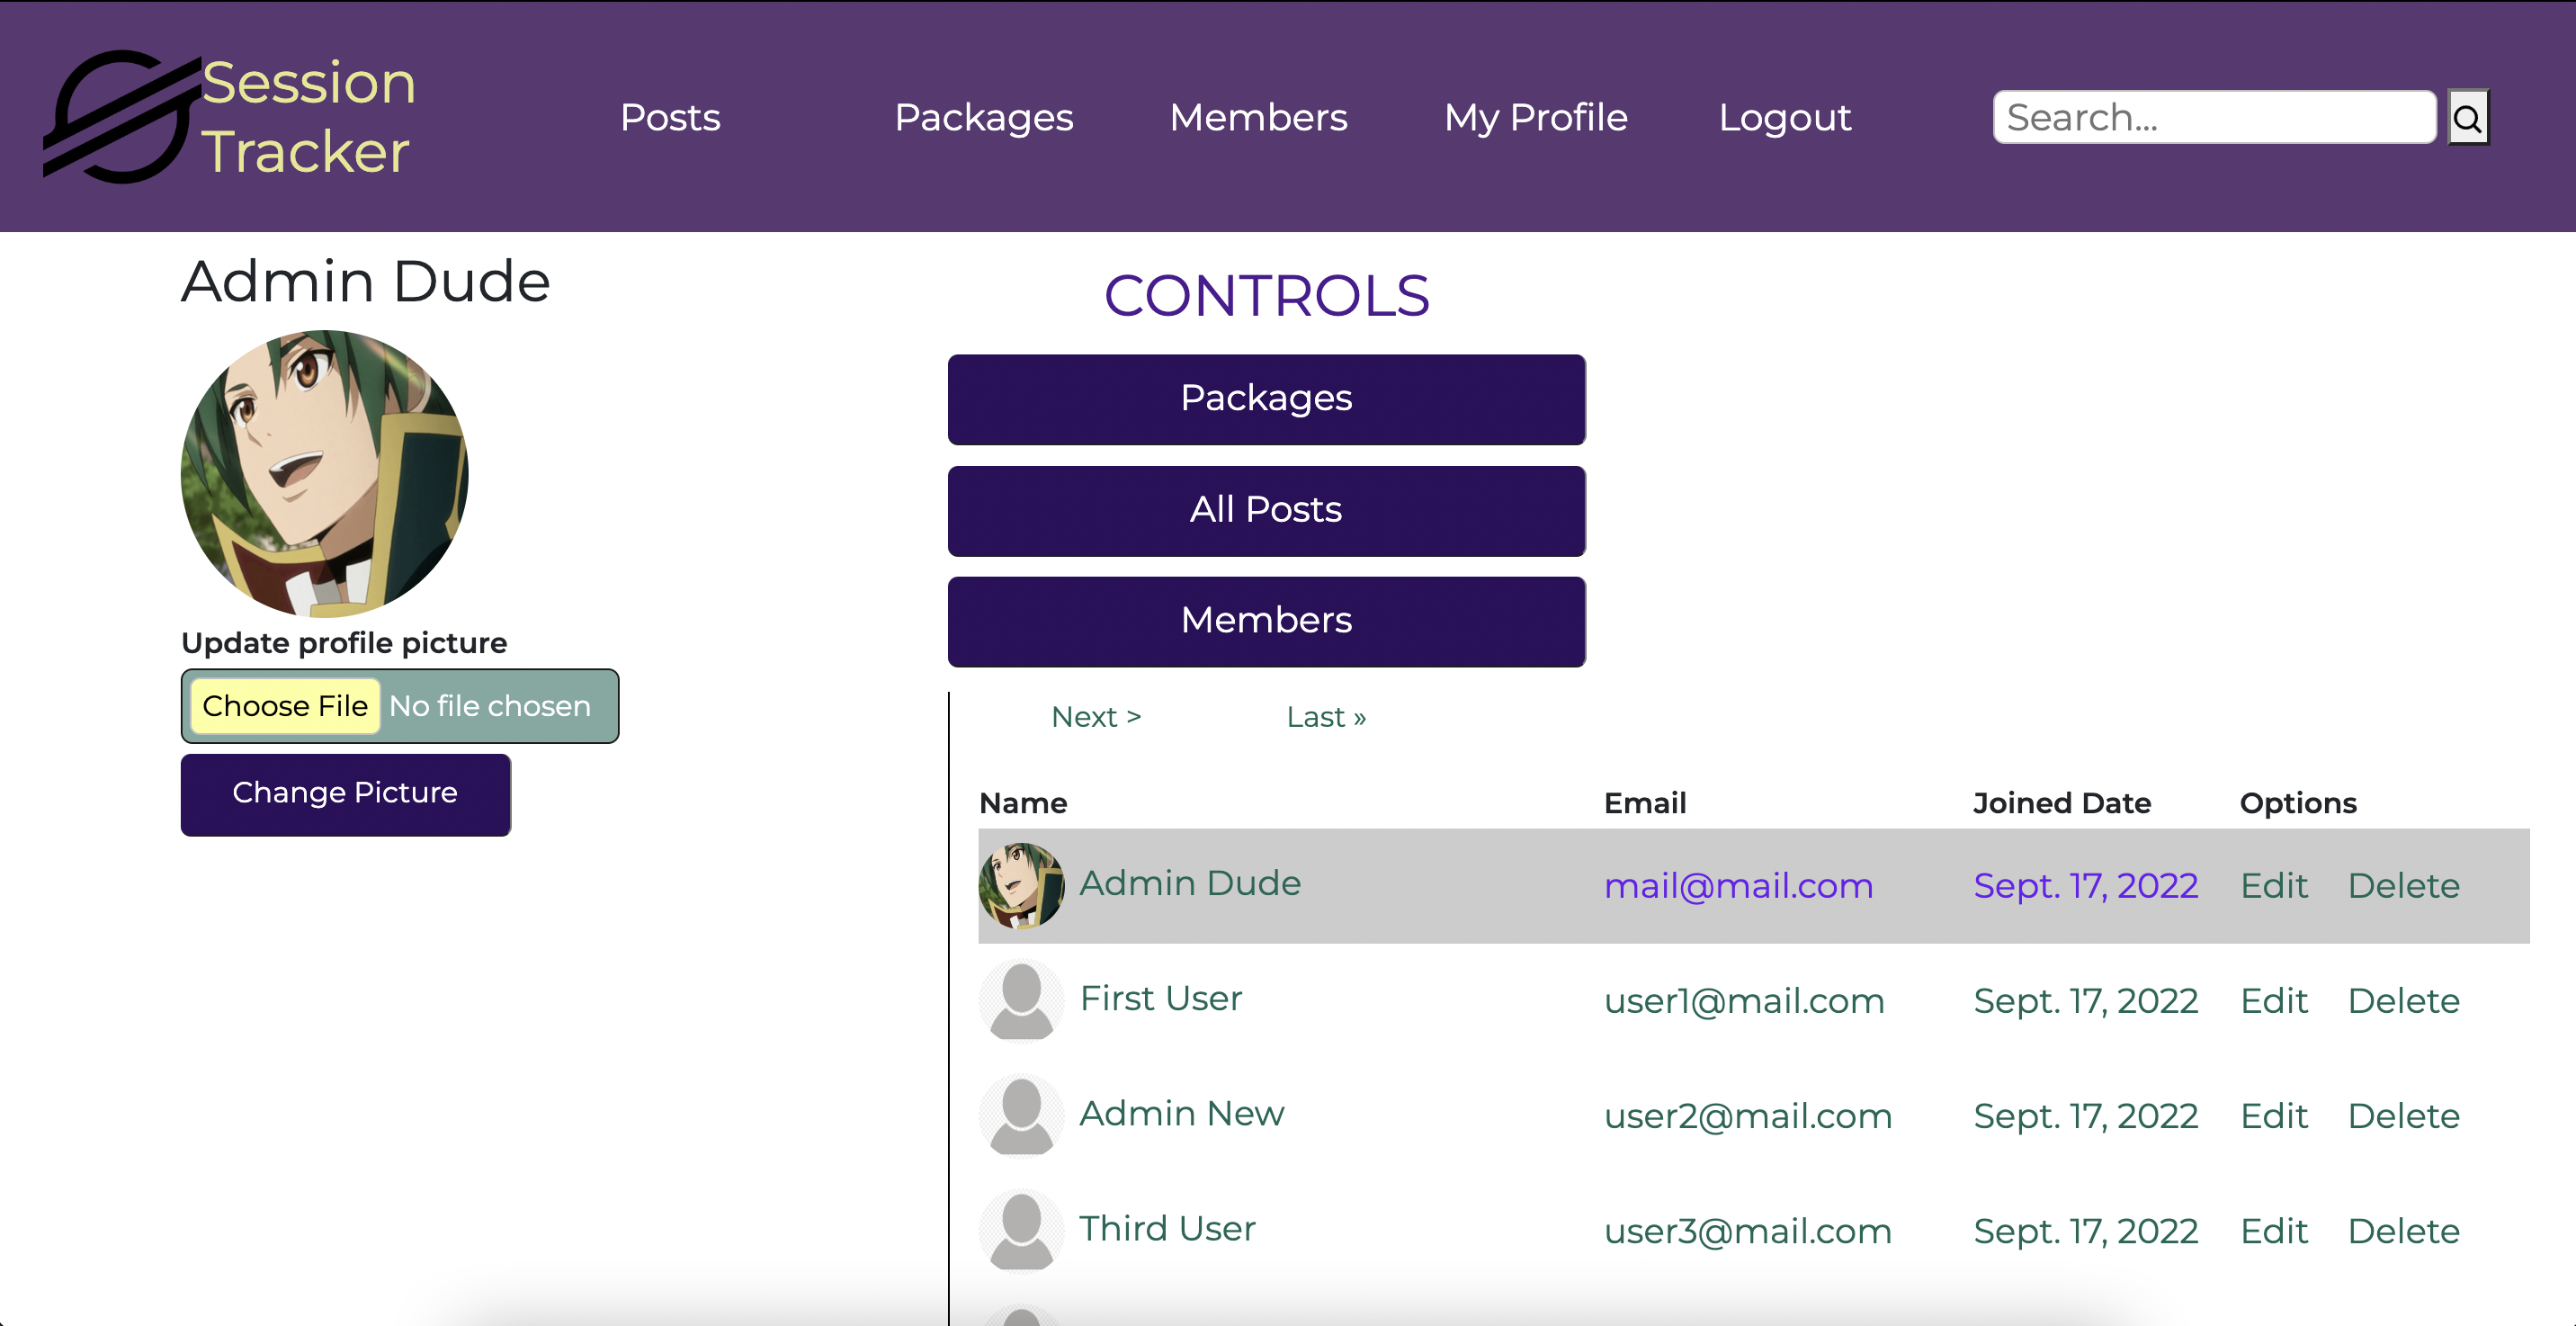 Session
Tracker
Posts Packages Members My Profile Logout Search...
Admin Dude
Update profile picture
Choose File No file chosen
Change Picture
CONTROLS
Packages
All Posts
Members
Next > Last »
Name Email Joined Date Options
Admin Dude mail@mail.com Sept. 17, 2022 Edit Delete
First User user1@mail.com Sept. 17, 2022 Edit Delete
Admin New user2@mail.com Sept. 17, 2022 Edit Delete
Third User user3@mail.com Sept. 17, 2022 Edit Delete